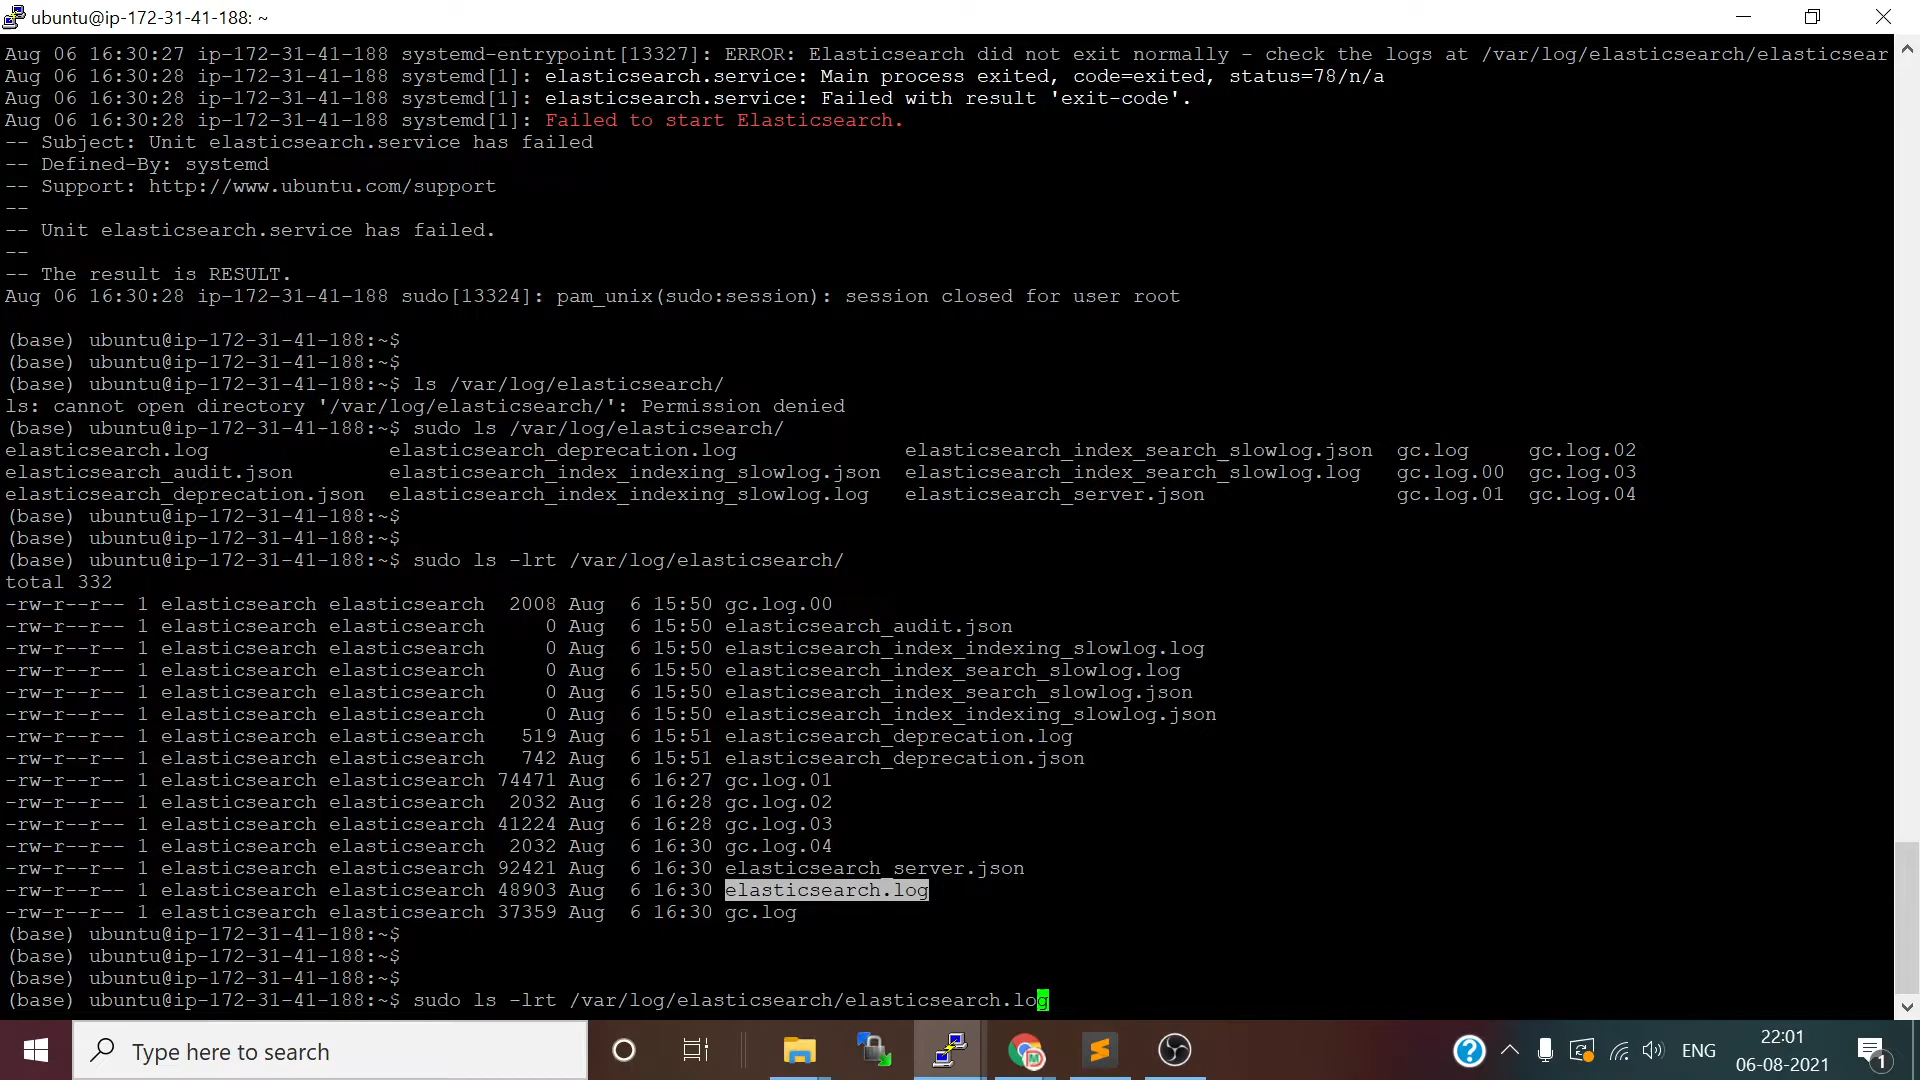 ubuntu@ip-172-31-41-188: ~
Aug 06 16:30:27 ip-172-31-41-188 systemd-entrypoint[13327]: ERROR: Elasticsearch did not exit normally - check the logs at /var/log/elasticsearch/elasticsear
Aug 06 16:30:28 ip-172-31-41-188 systemd[1]: elasticsearch.service: Main process exited, code=exited, status=78/n/a
Aug 06 16:30:28 ip-172-31-41-188 systemd[1]: elasticsearch.service: Failed with result 'exit-code'.
Aug 06 16:30:28 ip-172-31-41-188 systemd[1]: Failed to start Elasticsearch.
-- Subject: Unit elasticsearch.service has failed
-- Defined-By: systemd
-- Support: http://www.ubuntu.com/support
--
-- Unit elasticsearch.service has failed.
--
-- The result is RESULT.
Aug 06 16:30:28 ip-172-31-41-188 sudo[13324]: pam_unix(sudo:session): session closed for user root
(base) ubuntu@ip-172-31-41-188:~$
(base) ubuntu@ip-172-31-41-188:~$
(base) ubuntu@ip-172-31-41-188:~$ ls /var/log/elasticsearch/
ls: cannot open directory '/var/log/elasticsearch/': Permission denied
(base) ubuntu@ip-172-31-41-188:~$ sudo ls /var/log/elasticsearch/
elasticsearch.log elasticsearch_deprecation.log elasticsearch_index_search_slowlog.json gc.log gc.log.02
elasticsearch_audit.json elasticsearch_index_indexing_slowlog.json elasticsearch_index_search_slowlog.log gc.log.00 gc.log.03
elasticsearch_deprecation.json elasticsearch_index_indexing_slowlog.log elasticsearch_server.json gc.log.01 gc.log.04
(base) ubuntu@ip-172-31-41-188:~$
(base) ubuntu@ip-172-31-41-188:~$
(base) ubuntu@ip-172-31-41-188:~$ sudo ls -lrt /var/log/elasticsearch/
total 332
-rw-r--r-- 1 elasticsearch elasticsearch 2008 Aug 6 15:50 gc.log.00
-rw-r--r-- 1 elasticsearch elasticsearch 0 Aug 6 15:50 elasticsearch_audit.json
-rw-r--r-- 1 elasticsearch elasticsearch 0 Aug 6 15:50 elasticsearch_index_indexing_slowlog.log
-rw-r--r-- 1 elasticsearch elasticsearch 0 Aug 6 15:50 elasticsearch_index_search_slowlog.log
-rw-r--r-- 1 elasticsearch elasticsearch 0 Aug 6 15:50 elasticsearch_index_search_slowlog.json
-rw-r--r-- 1 elasticsearch elasticsearch 0 Aug 6 15:50 elasticsearch_index_indexing_slowlog.json
-rw-r--r-- 1 elasticsearch elasticsearch 519 Aug 6 15:51 elasticsearch_deprecation.log
-rw-r--r-- 1 elasticsearch elasticsearch 742 Aug 6 15:51 elasticsearch_deprecation.json
-rw-r--r-- 1 elasticsearch elasticsearch 74471 Aug 6 16:27 gc.log.01
-rw-r--r-- 1 elasticsearch elasticsearch 2032 Aug 6 16:28 gc.log.02
-rw-r--r-- 1 elasticsearch elasticsearch 41224 Aug 6 16:28 gc.log.03
-rw-r--r-- 1 elasticsearch elasticsearch 2032 Aug 6 16:30 gc.log.04
-rw-r--r-- 1 elasticsearch elasticsearch 92421 Aug 6 16:30 elasticsearch_server.json
-rw-r--r-- 1 elasticsearch elasticsearch 48903 Aug 6 16:30 elasticsearch.log
-rw-r--r-- 1 elasticsearch elasticsearch 37359 Aug 6 16:30 gc.log
(base) ubuntu@ip-172-31-41-188:~$
(base) ubuntu@ip-172-31-41-188:~$
(base) ubuntu@ip-172-31-41-188:~$
(base) ubuntu@ip-172-31-41-188:~$ sudo ls -lrt /var/log/elasticsearch/elasticsearch.log
Type here to search
M
?
ENG
22:01
06-08-2021
1